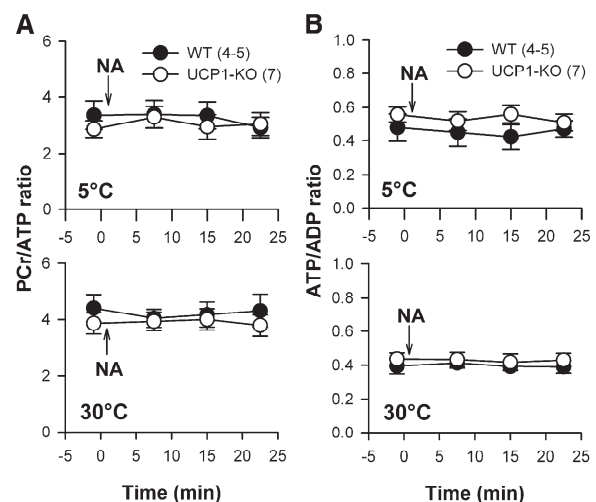 A
B
PCr/ATP ratio
ATP/ADP ratio
6
4
2
0
NA
WT (4-5)
UCP1-KO (7)
5°C
-5 0 5 10 15 20 25
1.0
0.8
0.6
0.4
0.2
0.0
NA
WT (4-5)
UCP1-KO (7)
5°C
-5 0 5 10 15 20 25
6
4
2
0
NA
30°C
-5 0 5 10 15 20 25
Time (min)
1.0
0.8
0.6
0.4
0.2
0.0
NA
30°C
-5 0 5 10 15 20 25
Time (min)